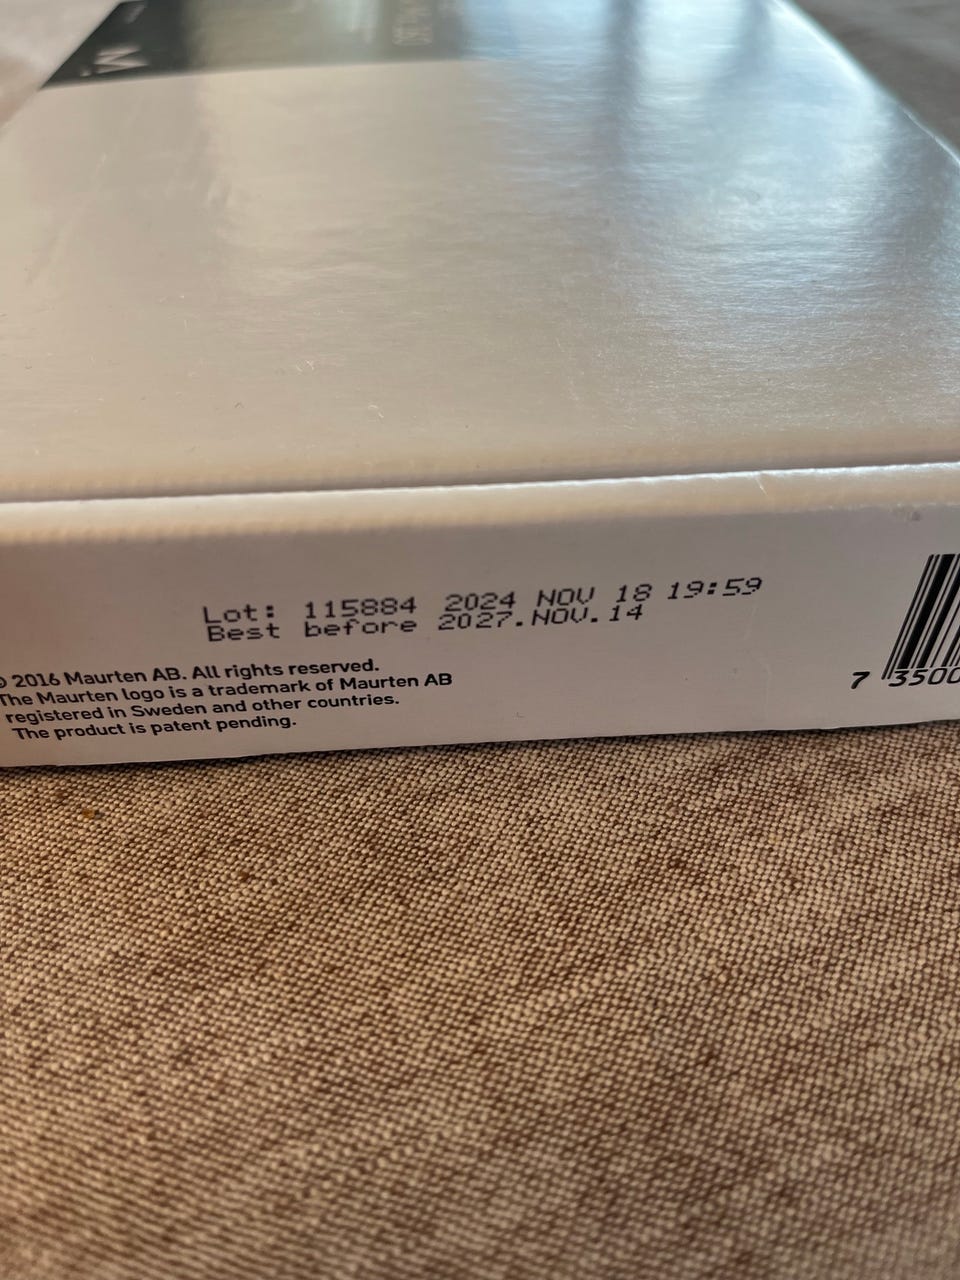 M.
Lot: 115884 2024 NOV 18 19:59
Best before 2027.NOV.14
© 2016 Maurten AB. All rights reserved.
The Maurten logo is a trademark of Maurten AB
registered in Sweden and other countries.
The product is patent pending.
7 3500